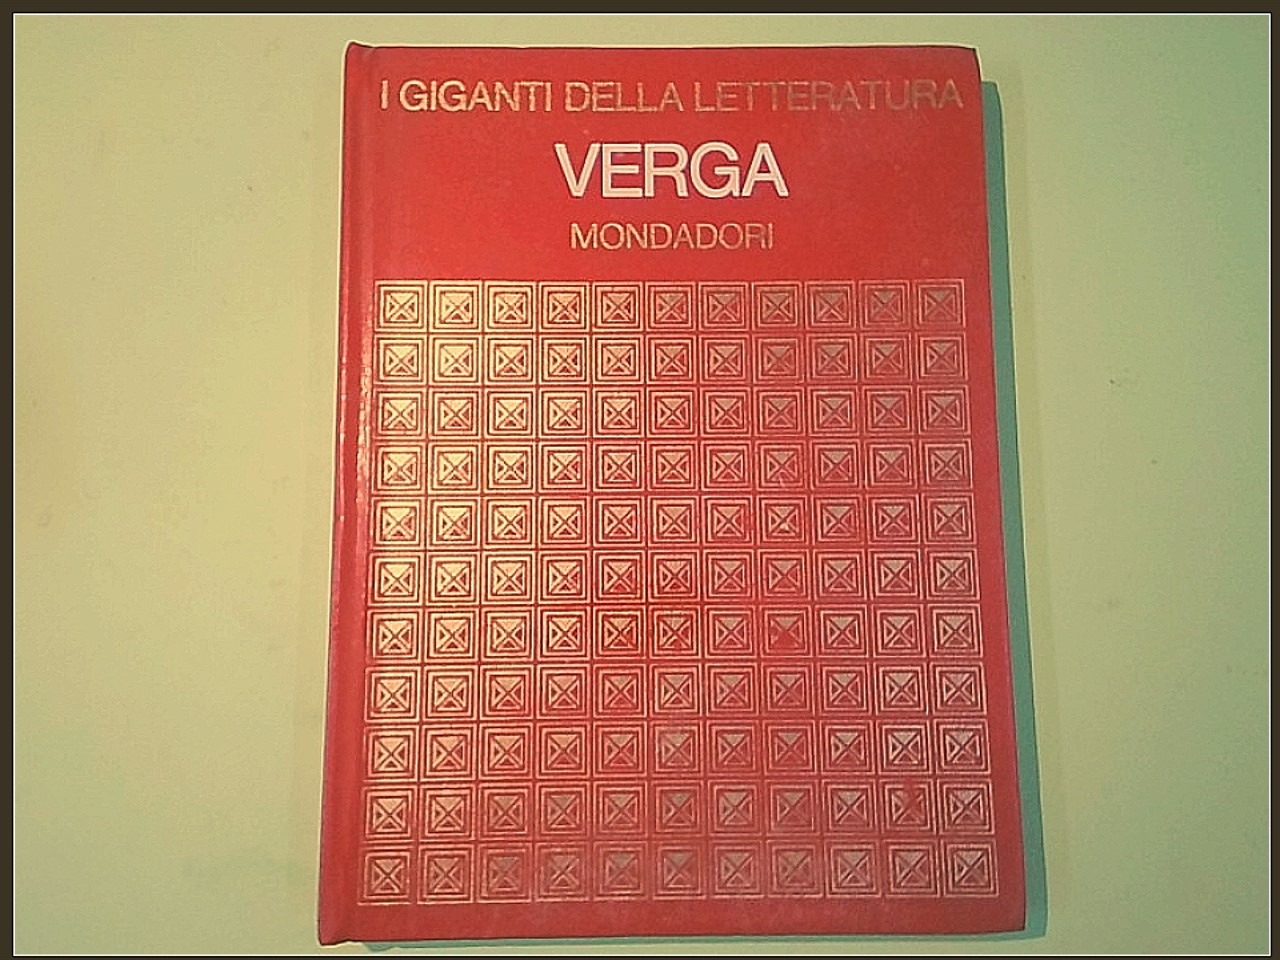 I GIGANTI DELLA LETTERATURA
VERGA
MONDADORI